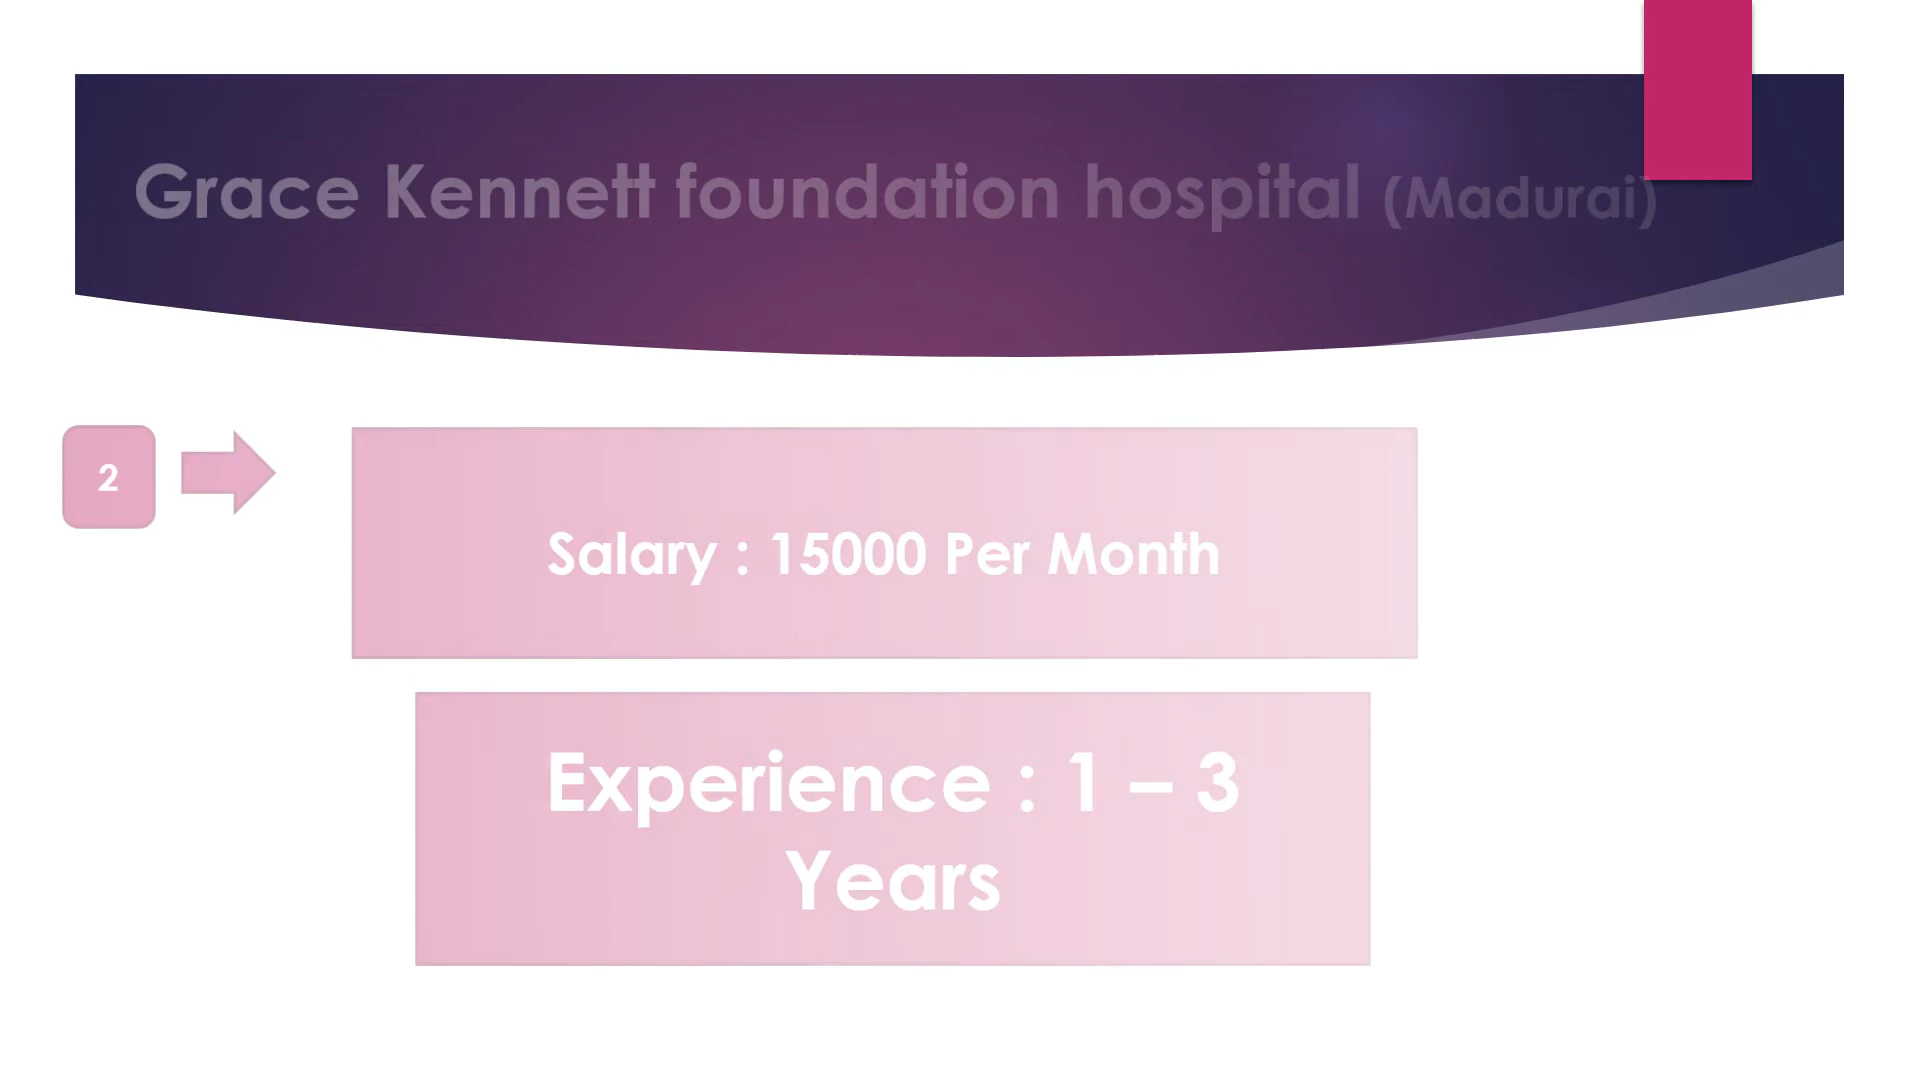 Grace Kennett foundation hospital (Madurai)
2
Salary : 15000 Per Month
Experience : 1 – 3
Years